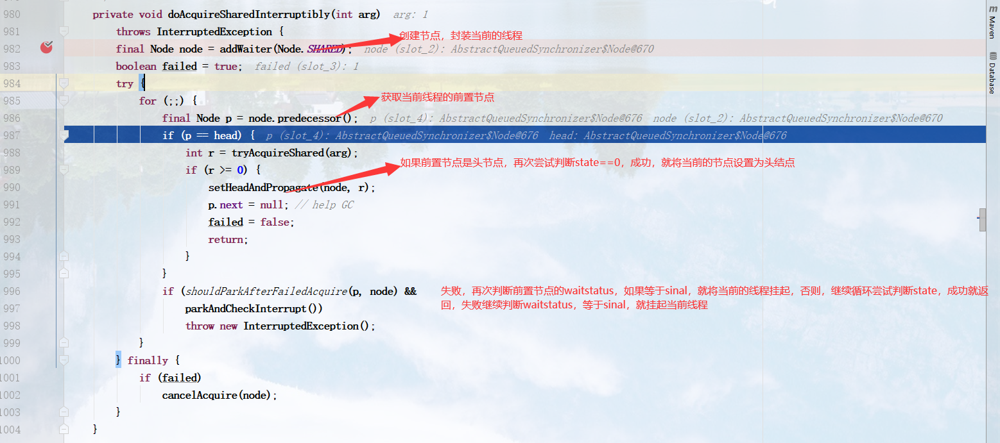 980 private void doAcquireSharedInterruptibly(int arg) arg: 1
981 throws InterruptedException {
创建节点，封装当前的线程
982 final Node node = addWaiter(Node.SHARED); node (slot_2): AbstractQueuedSynchronizer$Node@670
983 boolean failed = true; failed (slot_3): 1
984 try {
985 for (;;) {
获取当前线程的前置节点
986 final Node p = node.predecessor(); p (slot_4): AbstractQueuedSynchronizer$Node@676 node (slot_2): AbstractQueuedSynchronizer$Node@670
987 if (p == head) { p (slot_4): AbstractQueuedSynchronizer$Node@676 head: AbstractQueuedSynchronizer$Node@676
988 int r = tryAcquireShared(arg);
如果前置节点是头节点，再次尝试判断state==0，成功，就将当前的节点设置为头结点
989 if (r >= 0) {
990 setHeadAndPropagate(node, r);
991 p.next = null; // help GC
992 failed = false;
993 return;
994 }
995 }
996 if (shouldParkAfterFailedAcquire(p, node) &&
失败，再次判断前置节点的waitstatus，如果等于sinal，就将当前的线程挂起，否则，继续循环尝试判断state，成功就返
回，失败继续判断waitstatus，等于sinal，就挂起当前线程
997 parkAndCheckInterrupt())
998 throw new InterruptedException();
999 }
1000 } finally {
1001 if (failed)
1002 cancelAcquire(node);
1003 }
1004 }
m Maven
Database